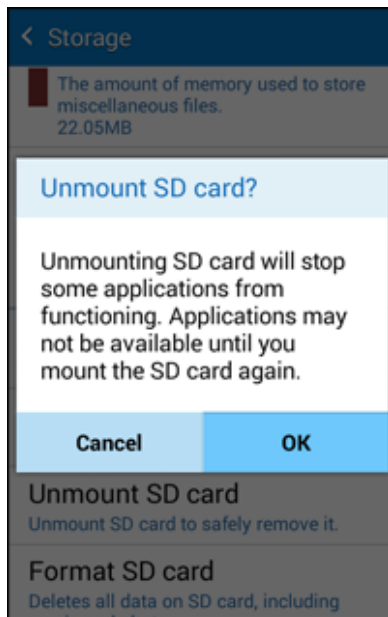 Storage
The amount of memory used to store
miscellaneous files.
22.05MB
Unmount SD card?
Unmounting SD card will stop
some applications from
functioning. Applications may
not be available until you
mount the SD card again.
Cancel OK
Unmount SD card
Unmount SD card to safely remove it.
Format SD card
Deletes all data on SD card, including